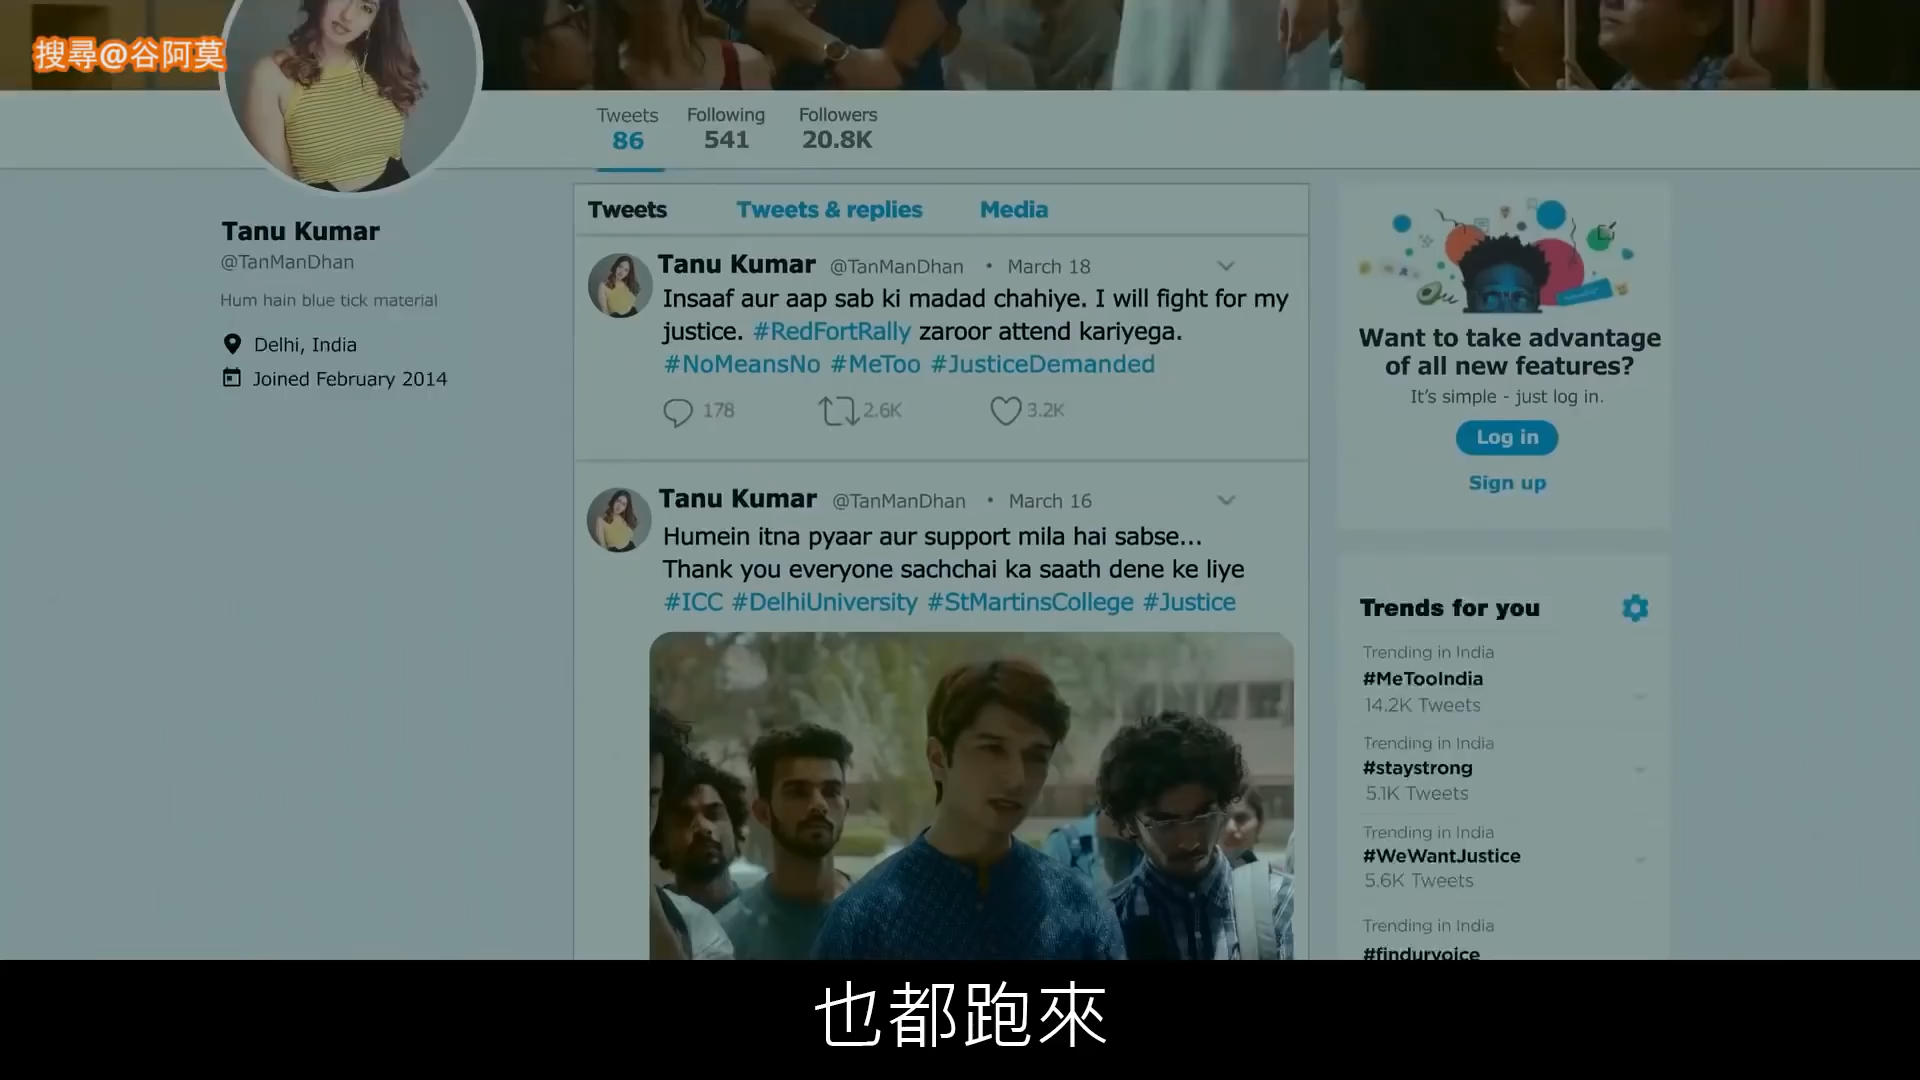 搜尋@谷阿莫
Tweets Following Followers
86 541 20.8K
Tanu Kumar
@TanManDhan
Hum hain blue tick material
Delhi, India
Joined February 2014
Tweets Tweets & replies Media
Tanu Kumar @TanManDhan • March 18
Insaaf aur aap sab ki madad chahiye. I will fight for my
justice. #RedFortRally zaroor attend kariyega.
#NoMeansNo #MeToo #JusticeDemanded
178 2.6K 3.2K
Tanu Kumar @TanManDhan • March 16
Humein itna pyaar aur support mila hai sabse...
Thank you everyone sachchai ka saath dene ke liye
#ICC #DelhiUniversity #StMartinsCollege #Justice
Want to take advantage
of all new features?
It's simple - just log in.
Log in
Sign up
Trends for you
Trending in India
#MeTooIndia
14.2K Tweets
Trending in India
#staystrong
5.1K Tweets
Trending in India
#WeWantJustice
5.6K Tweets
Trending in India
#findurvoice
也都跑來